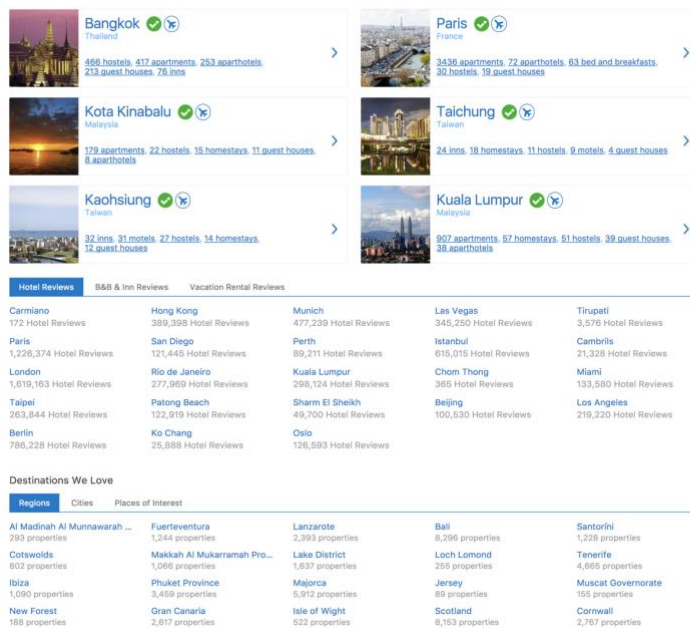 Bangkok
Thailand
466 hostels, 417 apartments, 253 aparthotels,
213 guest houses, 76 inns
Paris
France
3436 apartments, 72 aparthotels, 63 bed and breakfasts,
30 hostels, 19 guest houses
Kota Kinabalu
Malaysia
179 apartments, 22 hostels, 15 homestays, 11 guest houses,
8 aparthotels
Taichung
Taiwan
24 inns, 18 homestays, 11 hostels, 9 motels, 4 guest houses
Kaohsiung
Taiwan
32 inns, 31 motels, 27 hostels, 14 homestays,
12 guest houses
Kuala Lumpur
Malaysia
907 apartments, 57 homestays, 51 hostels, 39 guest houses,
38 aparthotels
Hotel Reviews B&B & Inn Reviews Vacation Rental Reviews
Carmiano Hong Kong Munich Las Vegas Tirupati
172 Hotel Reviews 389,398 Hotel Reviews 477,239 Hotel Reviews 345,250 Hotel Reviews 3,576 Hotel Reviews
Paris San Diego Perth Istanbul Cambrils
1,226,374 Hotel Reviews 121,445 Hotel Reviews 89,211 Hotel Reviews 615,015 Hotel Reviews 21,328 Hotel Reviews
London Rio de Janeiro Kuala Lumpur Chom Thong Miami
1,619,163 Hotel Reviews 277,969 Hotel Reviews 298,124 Hotel Reviews 365 Hotel Reviews 133,580 Hotel Reviews
Taipei Patong Beach Sharm El Sheikh Beijing Los Angeles
263,844 Hotel Reviews 122,919 Hotel Reviews 49,700 Hotel Reviews 100,530 Hotel Reviews 219,220 Hotel Reviews
Berlin Ko Chang Oslo
786,228 Hotel Reviews 25,888 Hotel Reviews 126,593 Hotel Reviews
Destinations We Love
Regions Cities Places of Interest
Al Madinah Al Munnawarah ... Fuerteventura Lanzarote Bali Santoríni
293 properties 1,244 properties 2,393 properties 8,296 properties 1,228 properties
Cotswolds Makkah Al Mukarramah Pro... Lake District Loch Lomond Tenerife
802 properties 1,066 properties 1,637 properties 255 properties 4,665 properties
Ibiza Phuket Province Majorca Jersey Muscat Governorate
1,090 properties 3,459 properties 5,912 properties 89 properties 155 properties
New Forest Gran Canaria Isle of Wight Scotland Cornwall
188 properties 2,617 properties 522 properties 8,153 properties 2,767 properties